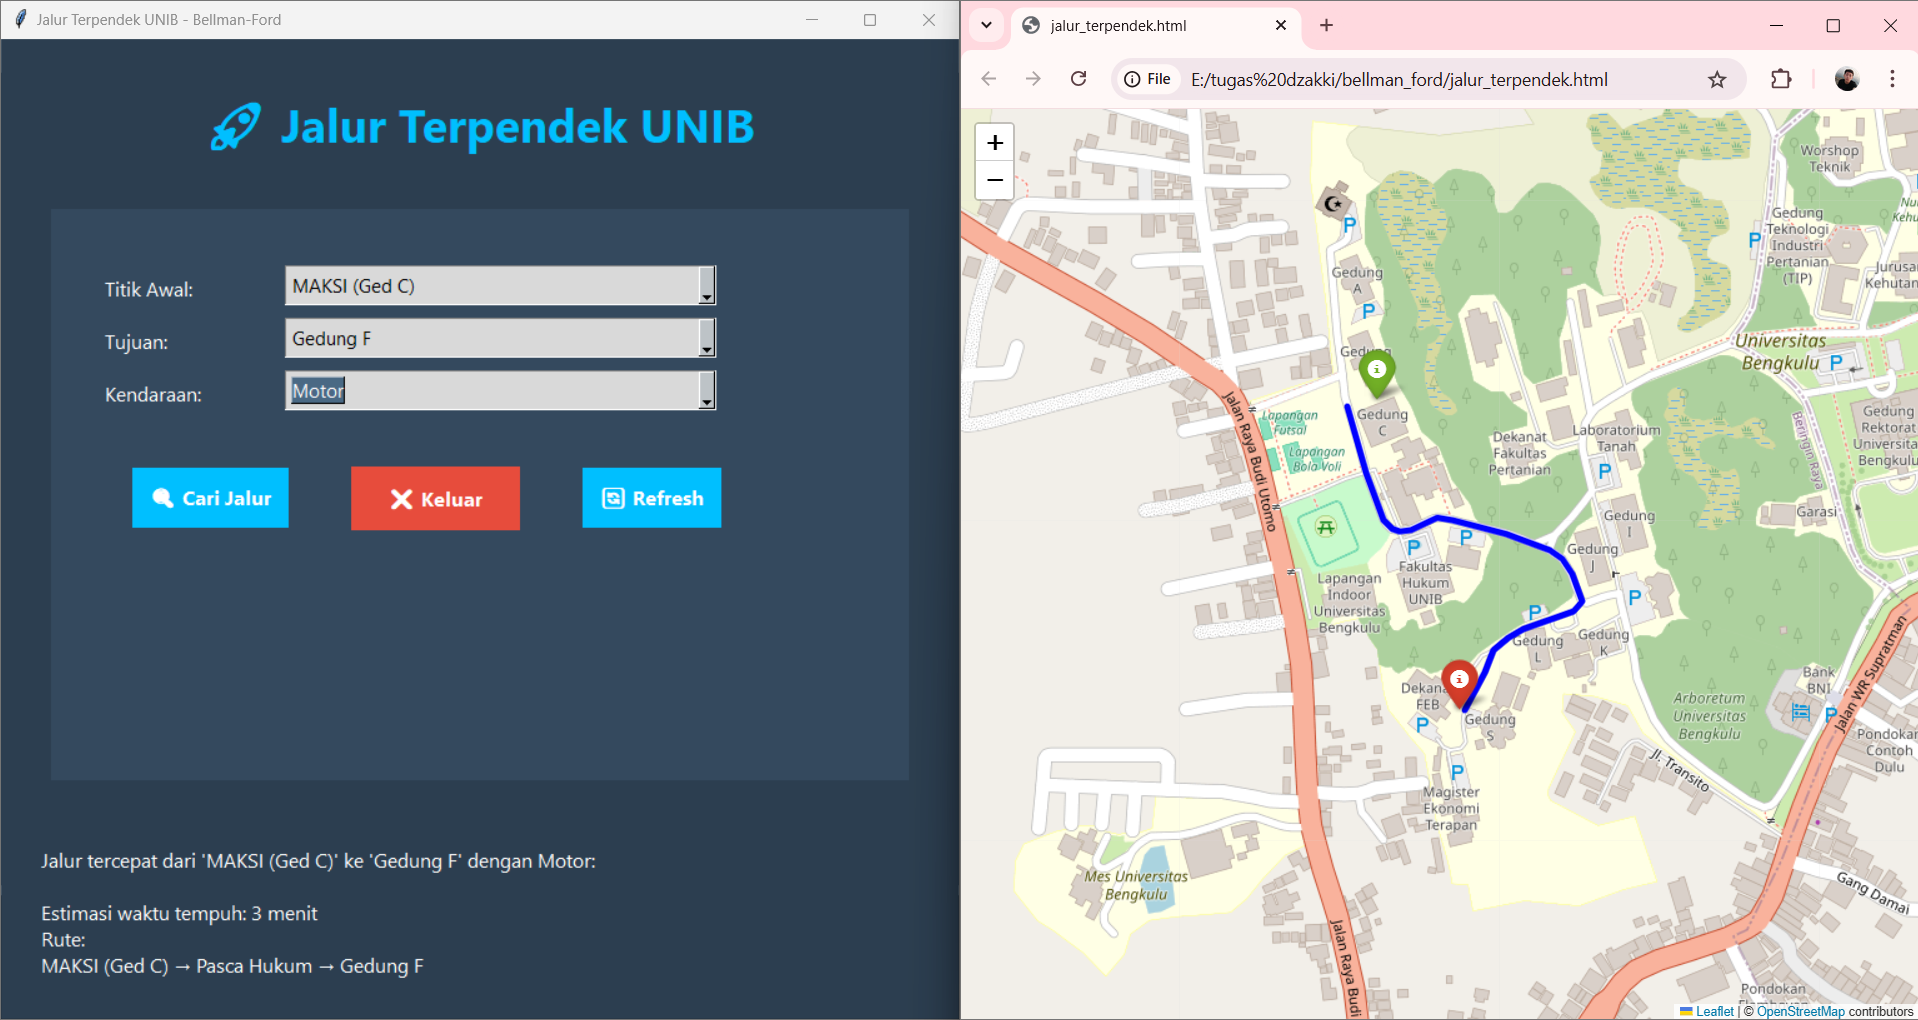 Jalur Terpendek UNIB - Bellman-Ford
Jalur Terpendek UNIB
Titik Awal:
MAKSI (Ged C)
Tujuan:
Gedung F
Kendaraan:
Motor
Cari Jalur
Keluar
Refresh
Jalur tercepat dari 'MAKSI (Ged C)' ke 'Gedung F' dengan Motor:
Estimasi waktu tempuh: 3 menit
Rute:
MAKSI (Ged C) → Pasca Hukum → Gedung F
jalur_terpendek.html
File
E:/tugas%20dzakki/bellman_ford/jalur_terpendek.html
+
−
Worshop
Teknik
Gedung
Teknologi
Industri
Pertanian
(TIP)
Jurusan
Kehutan
Gedung
A
Gedung
Gedung
C
Universitas
Bengkulu
Lapangan
Futsal
Lapangan
Bola Voli
Dekanat
Fakultas
Pertanian
Laboratorium
Tanah
Gedung
Rektorat
Universita
Bengkulu
Beringin Raya
Jalan Raya Budi Utomo
Garasi
Gedung
I
Gedung
J
Fakultas
Hukum
UNIB
Lapangan
Indoor
Universitas
Bengkulu
Gedung
L
Gedung
K
Jalan WR Supratman
Bank
BNI
Dekana
FEB
Gedung
S
Arboretum
Universitas
Bengkulu
Pondokan
Contoh
Dulu
Jl. Transito
Magister
Ekonomi
Terapan
Mes Universitas
Bengkulu
Gang Damai
Jalan Raya Budi
Pondokan
P
P
P
P
P
P
P
P
P
P
P
P
Leaflet | © OpenStreetMap contributors